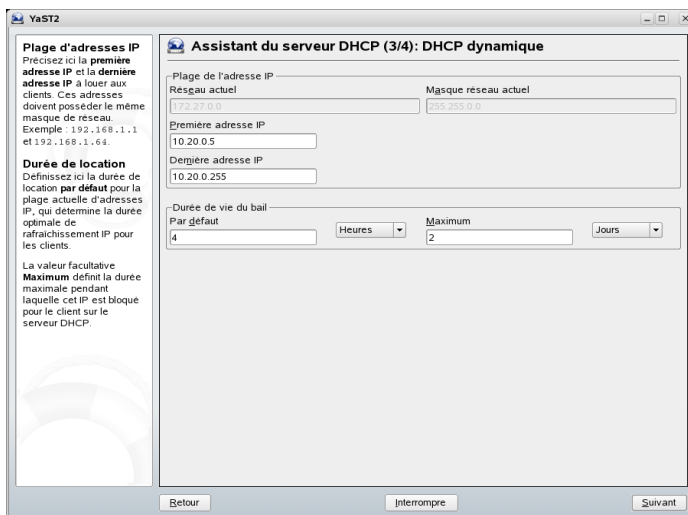 YaST2
Plage d'adresses IP
Précisez ici la première
adresse IP et la dernière
adresse IP à louer aux
clients. Ces adresses
doivent posséder le même
masque de réseau.
Exemple : 192.168.1.1
et 192.168.1.64.
Durée de location
Définissez ici la durée de
location par défaut pour la
plage actuelle d'adresses
IP, qui détermine la durée
optimale de
rafraîchissement IP pour
les clients.
La valeur facultative
Maximum définit la durée
maximale pendant
laquelle cet IP est bloqué
pour le client sur le
serveur DHCP.
Assistant du serveur DHCP (3/4): DHCP dynamique
Plage de l'adresse IP
Réseau actuel
Masque réseau actuel
172.27.0.0
255.255.0.0
Première adresse IP
10.20.0.5
Dernière adresse IP
10.20.0.255
Durée de vie du bail
Par défaut
4
Heures
Maximum
2
Jours
Retour
Interrompre
Suivant